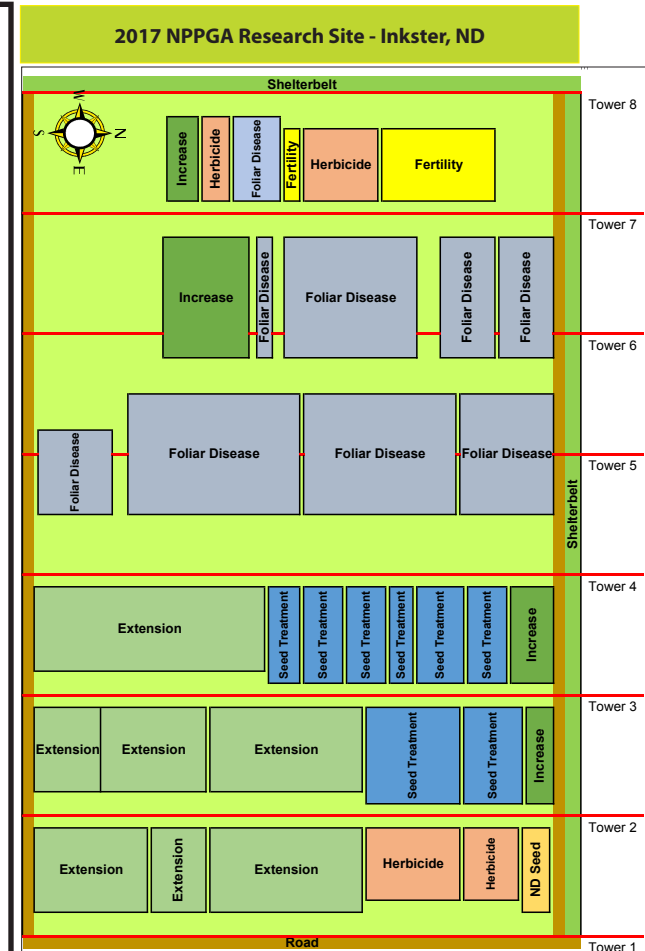 2017 NPPGA Research Site - Inkster, ND
Shelterbelt
Tower 8
W
S
N
E
Increase
Herbicide
Foliar Disease
Fertility
Herbicide
Fertility
Tower 7
Increase
Foliar Disease
Foliar Disease
Foliar Disease
Foliar Disease
Tower 6
Foliar Disease
Foliar Disease
Foliar Disease
Foliar Disease
Tower 5
Shelterbelt
Tower 4
Extension
Seed Treatment
Seed Treatment
Seed Treatment
Seed Treatment
Seed Treatment
Seed Treatment
Increase
Tower 3
Extension
Extension
Extension
Seed Treatment
Seed Treatment
Increase
Tower 2
Extension
Extension
Extension
Herbicide
Herbicide
ND Seed
Road
Tower 1